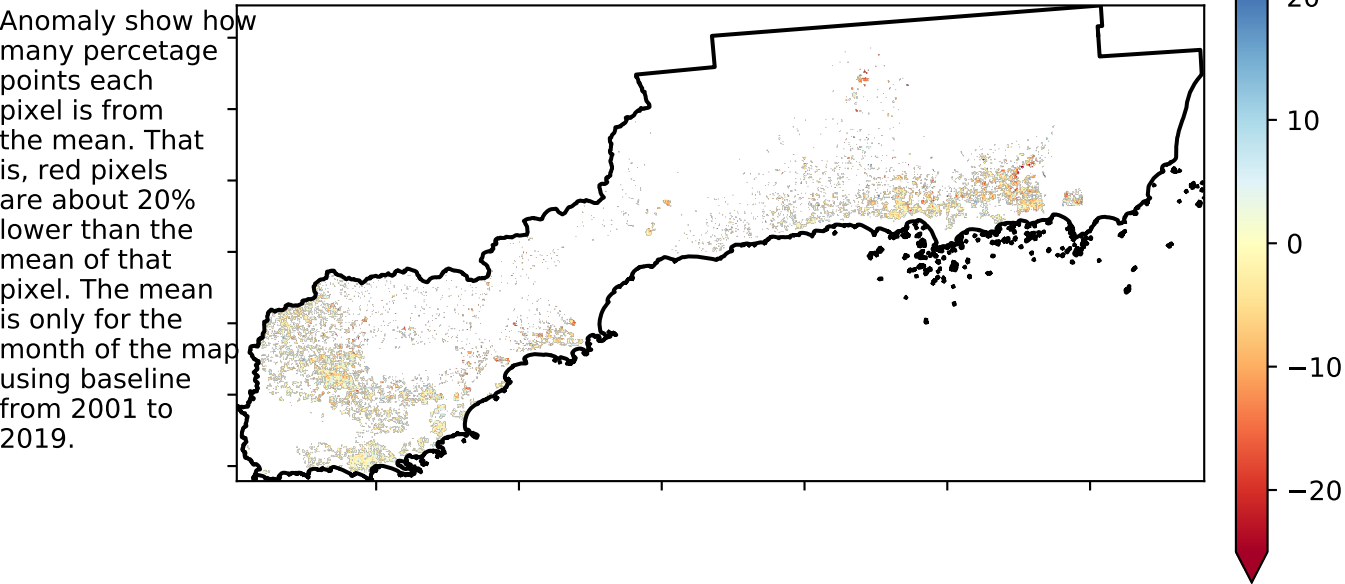 Anomaly show how
many percetage
points each
pixel is from
the mean. That
is, red pixels
are about 20%
lower than the
mean of that
pixel. The mean
is only for the
month of the map
using baseline
from 2001 to
2019.
20
10
0
−10
−20